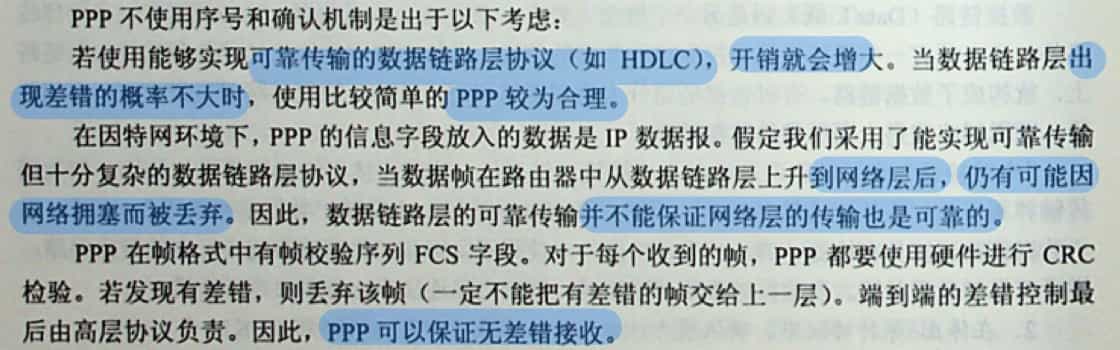 PPP 不使用序号和确认机制是出于以下考虑：
若使用能够实现可靠传输的数据链路层协议（如 HDLC），开销就会增大。当数据链路层出
现差错的概率不大时，使用比较简单的 PPP 较为合理。
在因特网环境下，PPP 的信息字段放入的数据是 IP 数据报。假定我们采用了能实现可靠传输
但十分复杂的数据链路层协议，当数据帧在路由器中从数据链路层上升到网络层后，仍有可能因
网络拥塞而被丢弃。因此，数据链路层的可靠传输并不能保证网络层的传输也是可靠的。
PPP 在帧格式中有帧校验序列 FCS 字段。对于每个收到的帧，PPP 都要使用硬件进行 CRC
检验。若发现有差错，则丢弃该帧（一定不能把有差错的帧交给上一层）。端到端的差错控制最
后由高层协议负责。因此，PPP 可以保证无差错接收。